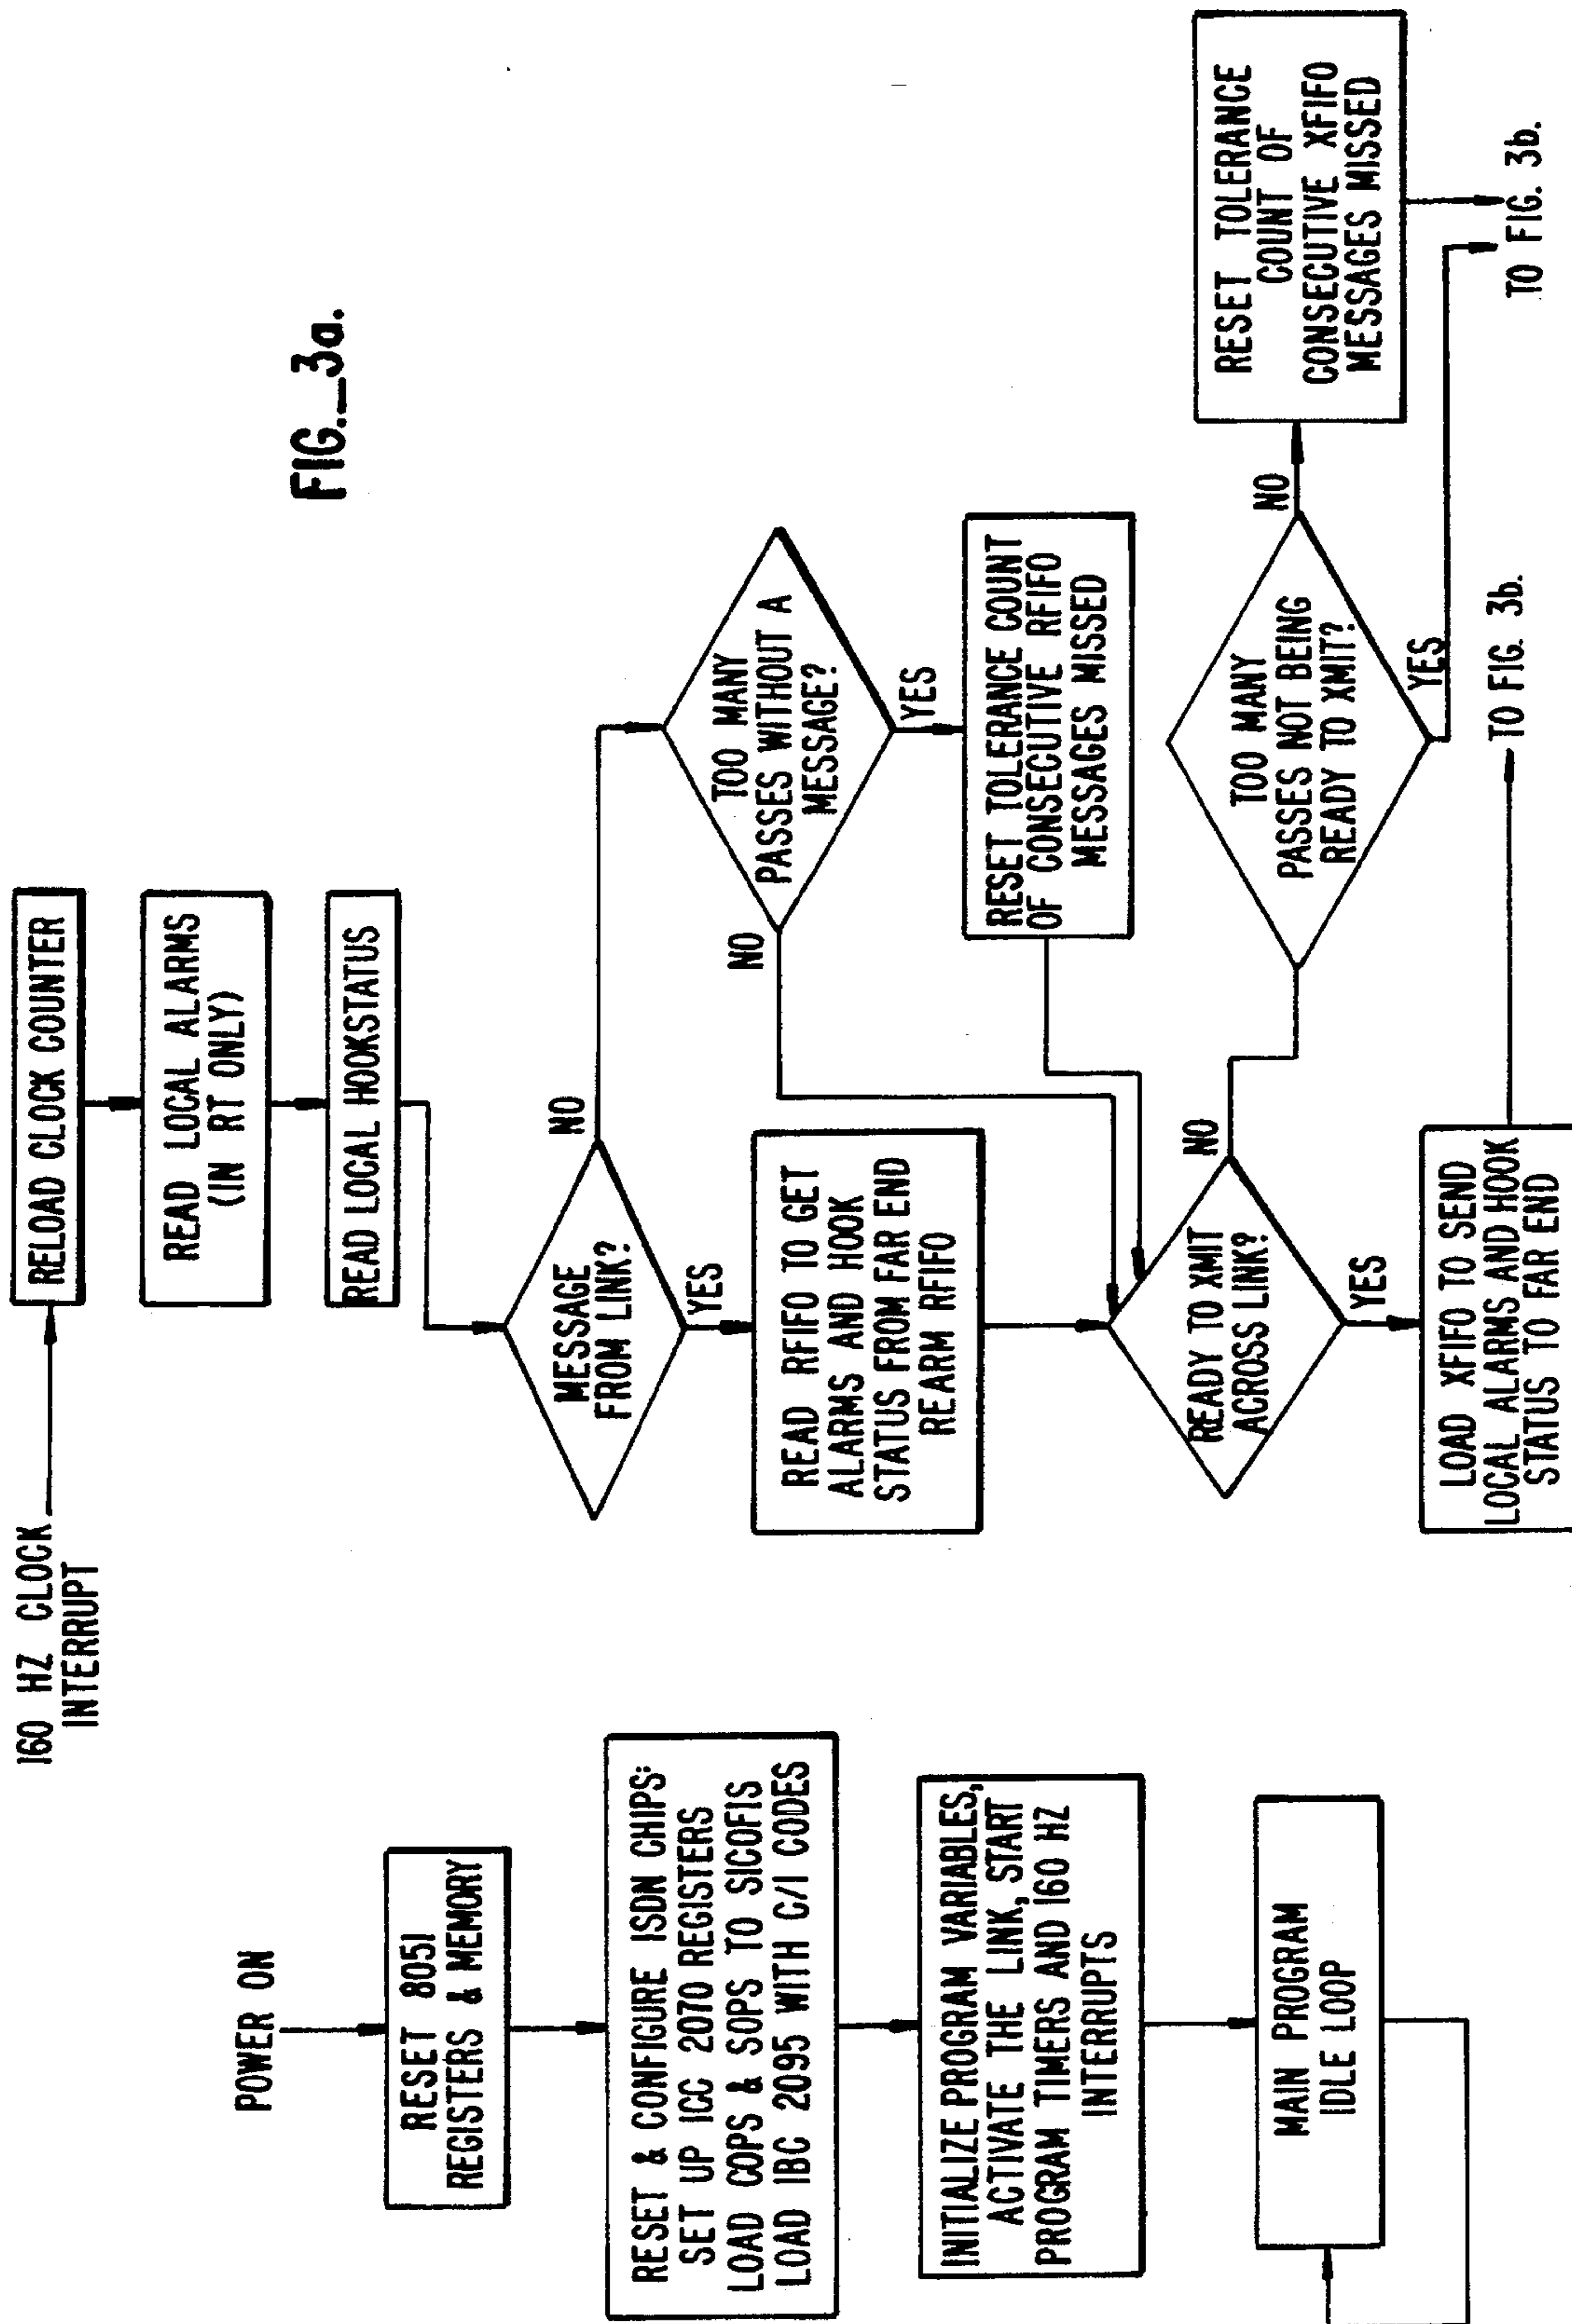 FIG._3a.
POWER ON
RESET 8051
REGISTERS & MEMORY
RESET & CONFIGURE ISDN CHIPS:
SET UP ICC 2070 REGISTERS
LOAD COPS & SOPS TO SICOFIS
LOAD IBC 2095 WITH C/I CODES
INITIALIZE PROGRAM VARIABLES,
ACTIVATE THE LINK, START
PROGRAM TIMERS AND 160 HZ
INTERRUPTS
MAIN PROGRAM
IDLE LOOP
160 HZ CLOCK
INTERRUPT
RELOAD CLOCK COUNTER
READ LOCAL ALARMS
(IN RT ONLY)
READ LOCAL HOOKSTATUS
MESSAGE
FROM LINK?
NO
YES
TOO MANY
PASSES WITHOUT A
MESSAGE?
NO
YES
READ RFIFO TO GET
ALARMS AND HOOK
STATUS FROM FAR END
REARM RFIFO
RESET TOLERANCE COUNT
OF CONSECUTIVE RFIFO
MESSAGES MISSED
READY TO XMIT
ACROSS LINK?
NO
YES
TOO MANY
PASSES NOT BEING
READY TO XMIT?
NO
YES
RESET TOLERANCE
COUNT OF
CONSECUTIVE XFIFO
MESSAGES MISSED
LOAD XFIFO TO SEND
LOCAL ALARMS AND HOOK
STATUS TO FAR END
TO FIG. 3b.
TO FIG. 3b.